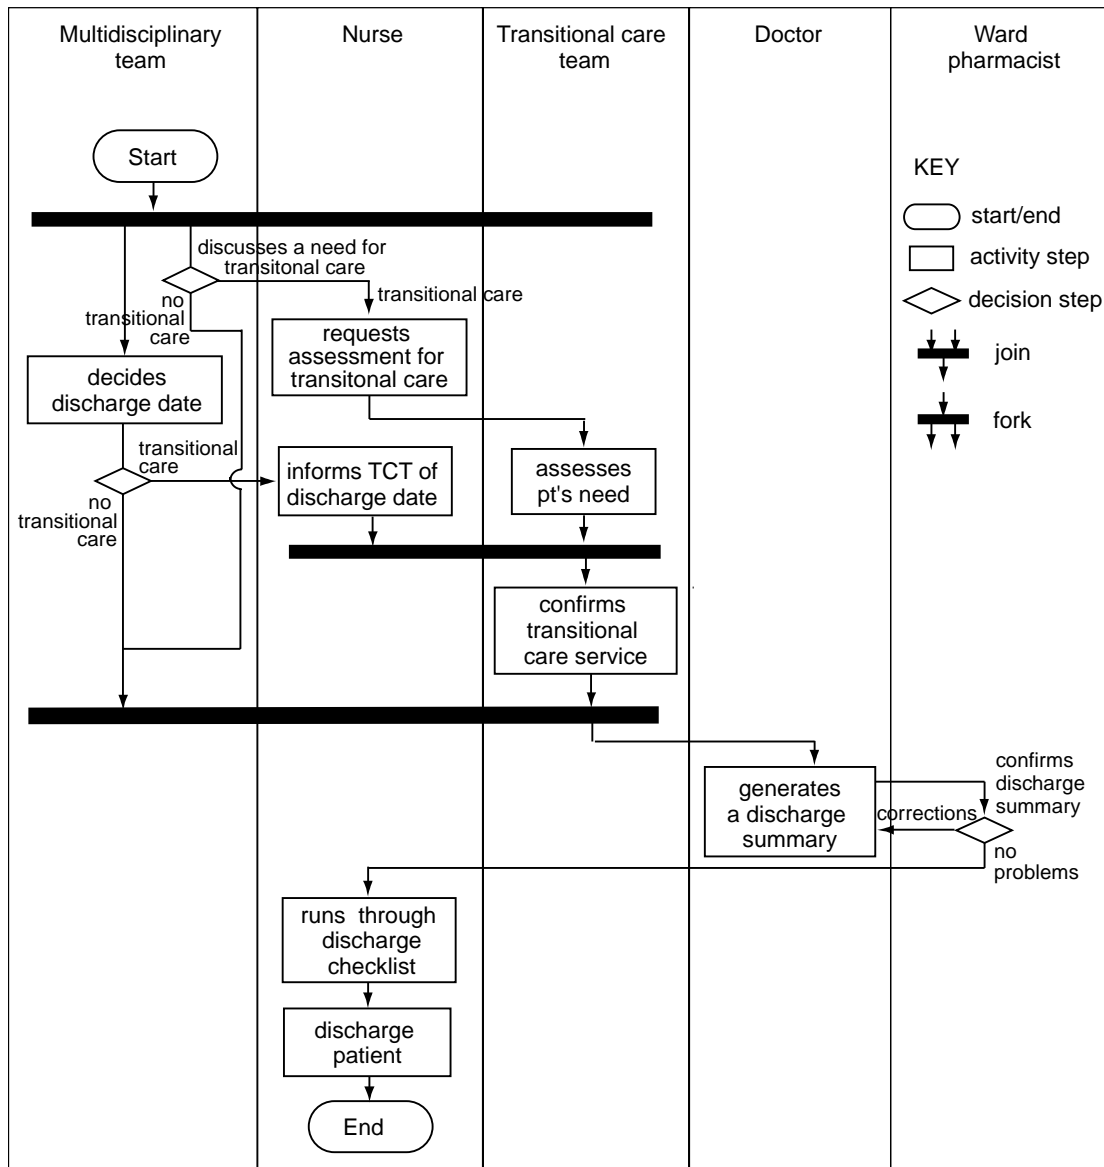 Multidisciplinary
team
Nurse
Transitional care
team
Doctor
Ward
pharmacist
Start
KEY
start/end
activity step
decision step
join
fork
discusses a need for
transitonal care
no
transitional
care
transitional care
requests
assessment for
transitonal care
decides
discharge date
transitional
care
no
transitional
care
informs TCT of
discharge date
assesses
pt's need
confirms
transitional
care service
generates
a discharge
summary
confirms
discharge
summary
corrections
no
problems
runs through
discharge
checklist
discharge
patient
End